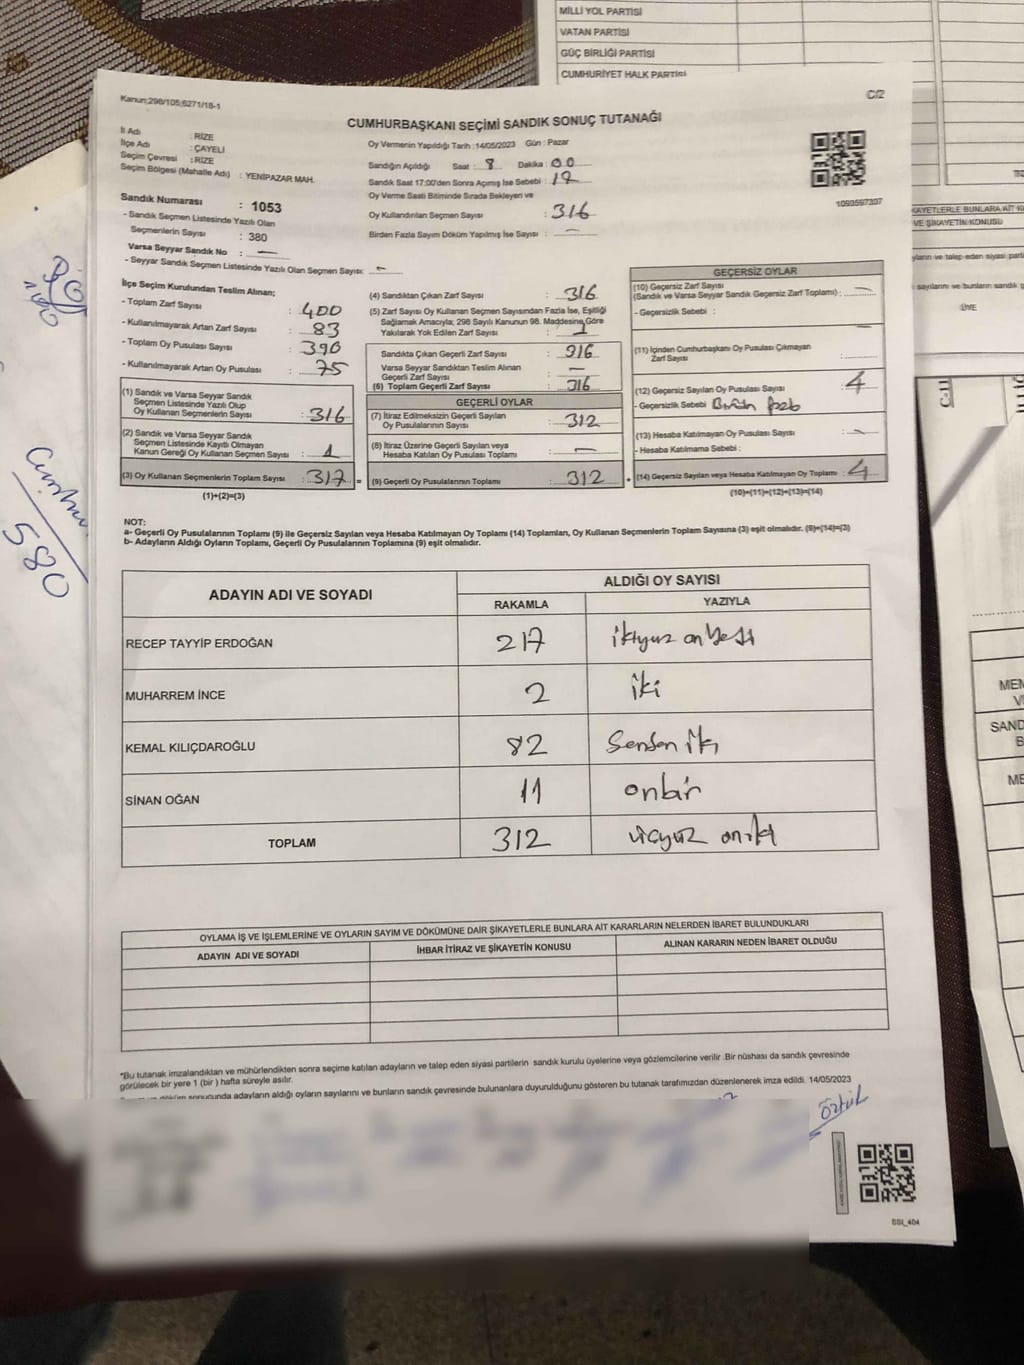 MİLLİ YOL PARTİSİ
VATAN PARTİSİ
GÜÇ BİRLİĞİ PARTİSİ
CUMHURİYET HALK PARTİSİ
Kanun;298/105;6271/18-1
C/2
CUMHURBAŞKANI SEÇİMİ SANDIK SONUÇ TUTANAĞI
İl Adı : RİZE
İlçe Adı : ÇAYELİ
Seçim Çevresi : RİZE
Seçim Bölgesi (Mahalle Adı) : YENİPAZAR MAH.
Oy Vermenin Yapıldığı Tarih :14/05/2023 Gün : Pazar
Sandığın Açıldığı Saat : 8 Dakika : 00
Sandık Saat 17:00'den Sonra Açımış İse Sebebi : 17
Oy Verme Saati Bitiminde Sırada Bekleyen ve
Oy Kullandırılan Seçmen Sayısı : 316
Birden Fazla Sayım Döküm Yapılmış İse Sayısı : —
1093597307
Sandık Numarası : 1053
- Sandık Seçmen Listesinde Yazılı Olan
Seçmenlerin Sayısı : 380
Varsa Seyyar Sandık No : —
- Seyyar Sandık Seçmen Listesinde Yazılı Olan Seçmen Sayısı: -
İlçe Seçim Kurulundan Teslim Alınan;
- Toplam Zarf Sayısı : 400
- Kullanılmayarak Artan Zarf Sayısı : 83
- Toplam Oy Pusulası Sayısı : 390
- Kullanılmayarak Artan Oy Pusulası : 75
(1) Sandık ve Varsa Seyyar Sandık
Seçmen Listesinde Yazılı Olup
Oy Kullanan Seçmenlerin Sayısı : 316
(2) Sandık ve Varsa Seyyar Sandık
Seçmen Listesinde Kayıtlı Olmayan
Kanun Gereği Oy Kullanan Seçmen Sayısı : 1
(3) Oy Kullanan Seçmenlerin Toplam Sayısı : 317 =
(1)+(2)=(3)
(4) Sandıktan Çıkan Zarf Sayısı : 316
(5) Zarf Sayısı Oy Kullanan Seçmen Sayısından Fazla İse, Eşitliği
Sağlamak Amacıyla; 298 Sayılı Kanunun 98. Maddesine Göre
Yakılarak Yok Edilen Zarf Sayısı : 1
Sandıkta Çıkan Geçerli Zarf Sayısı : 316
Varsa Seyyar Sandıktan Teslim Alınan
Geçerli Zarf Sayısı : —
(6) Toplam Geçerli Zarf Sayısı : 316
GEÇERLİ OYLAR
(7) İtiraz Edilmeksizin Geçerli Sayılan
Oy Pusulalarının Sayısı : 312
(8) İtiraz Üzerine Geçerli Sayılan veya
Hesaba Katılan Oy Pusulası Toplamı : —
(9) Geçerli Oy Pusulalarının Toplamı : 312 +
GEÇERSİZ OYLAR
(10) Geçersiz Zarf Sayısı
(Sandık ve Varsa Seyyar Sandık Geçersiz Zarf Toplamı) : —
- Geçersizlik Sebebi :
(11) İçinden Cumhurbaşkanı Oy Pusulası Çıkmayan
Zarf Sayısı :
(12) Geçersiz Sayılan Oy Pusulası Sayısı : 4
- Geçersizlik Sebebi
(13) Hesaba Katılmayan Oy Pusulası Sayısı : —
- Hesaba Katılmama Sebebi :
(14) Geçersiz Sayılan veya Hesaba Katılmayan Oy Toplamı : 4
(10)+(11)+(12)+(13)=(14)
NOT:
a- Geçerli Oy Pusulalarının Toplamı (9) ile Geçersiz Sayılan veya Hesaba Katılmayan Oy Toplamı (14) Toplamları, Oy Kullanan Seçmenlerin Toplam Sayısına (3) eşit olmalıdır. (9)+(14)=(3)
b- Adayların Aldığı Oyların Toplamı, Geçerli Oy Pusulalarının Toplamına (9) eşit olmalıdır.
ADAYIN ADI VE SOYADI
ALDIĞI OY SAYISI
RAKAMLA
YAZIYLA
RECEP TAYYİP ERDOĞAN 217 ikiyüz onyedi
MUHARREM İNCE 2 iki
KEMAL KILIÇDAROĞLU 82 Seksen iki
SİNAN OĞAN 11 onbir
TOPLAM 312 üçyüz oniki
OYLAMA İŞ VE İŞLEMLERİNE VE OYLARIN SAYIM VE DÖKÜMÜNE DAİR ŞİKAYETLERLE BUNLARA AİT KARARLARIN NELERDEN İBARET BULUNDUKLARI
ADAYIN ADI VE SOYADI
İHBAR İTİRAZ VE ŞİKAYETİN KONUSU
ALINAN KARARIN NEDEN İBARET OLDUĞU
*Bu tutanak imzalandıktan ve mühürlendikten sonra seçime katılan adayların ve talep eden siyasi partilerin sandık kurulu üyelerine veya gözlemcilerine verilir .Bir nüshası da sandık çevresinde
görülecek bir yere 1 (bir ) hafta süreyle asılır.
sonucunda adayların aldığı oyların sayılarını ve bunların sandık çevresinde bulunanlara duyurulduğunu gösteren bu tutanak tarafımızdan düzenlenerek imza edildi. 14/05/2023
SSI_404
580
VE ŞİKAYETİN KONUSU
ÜYE